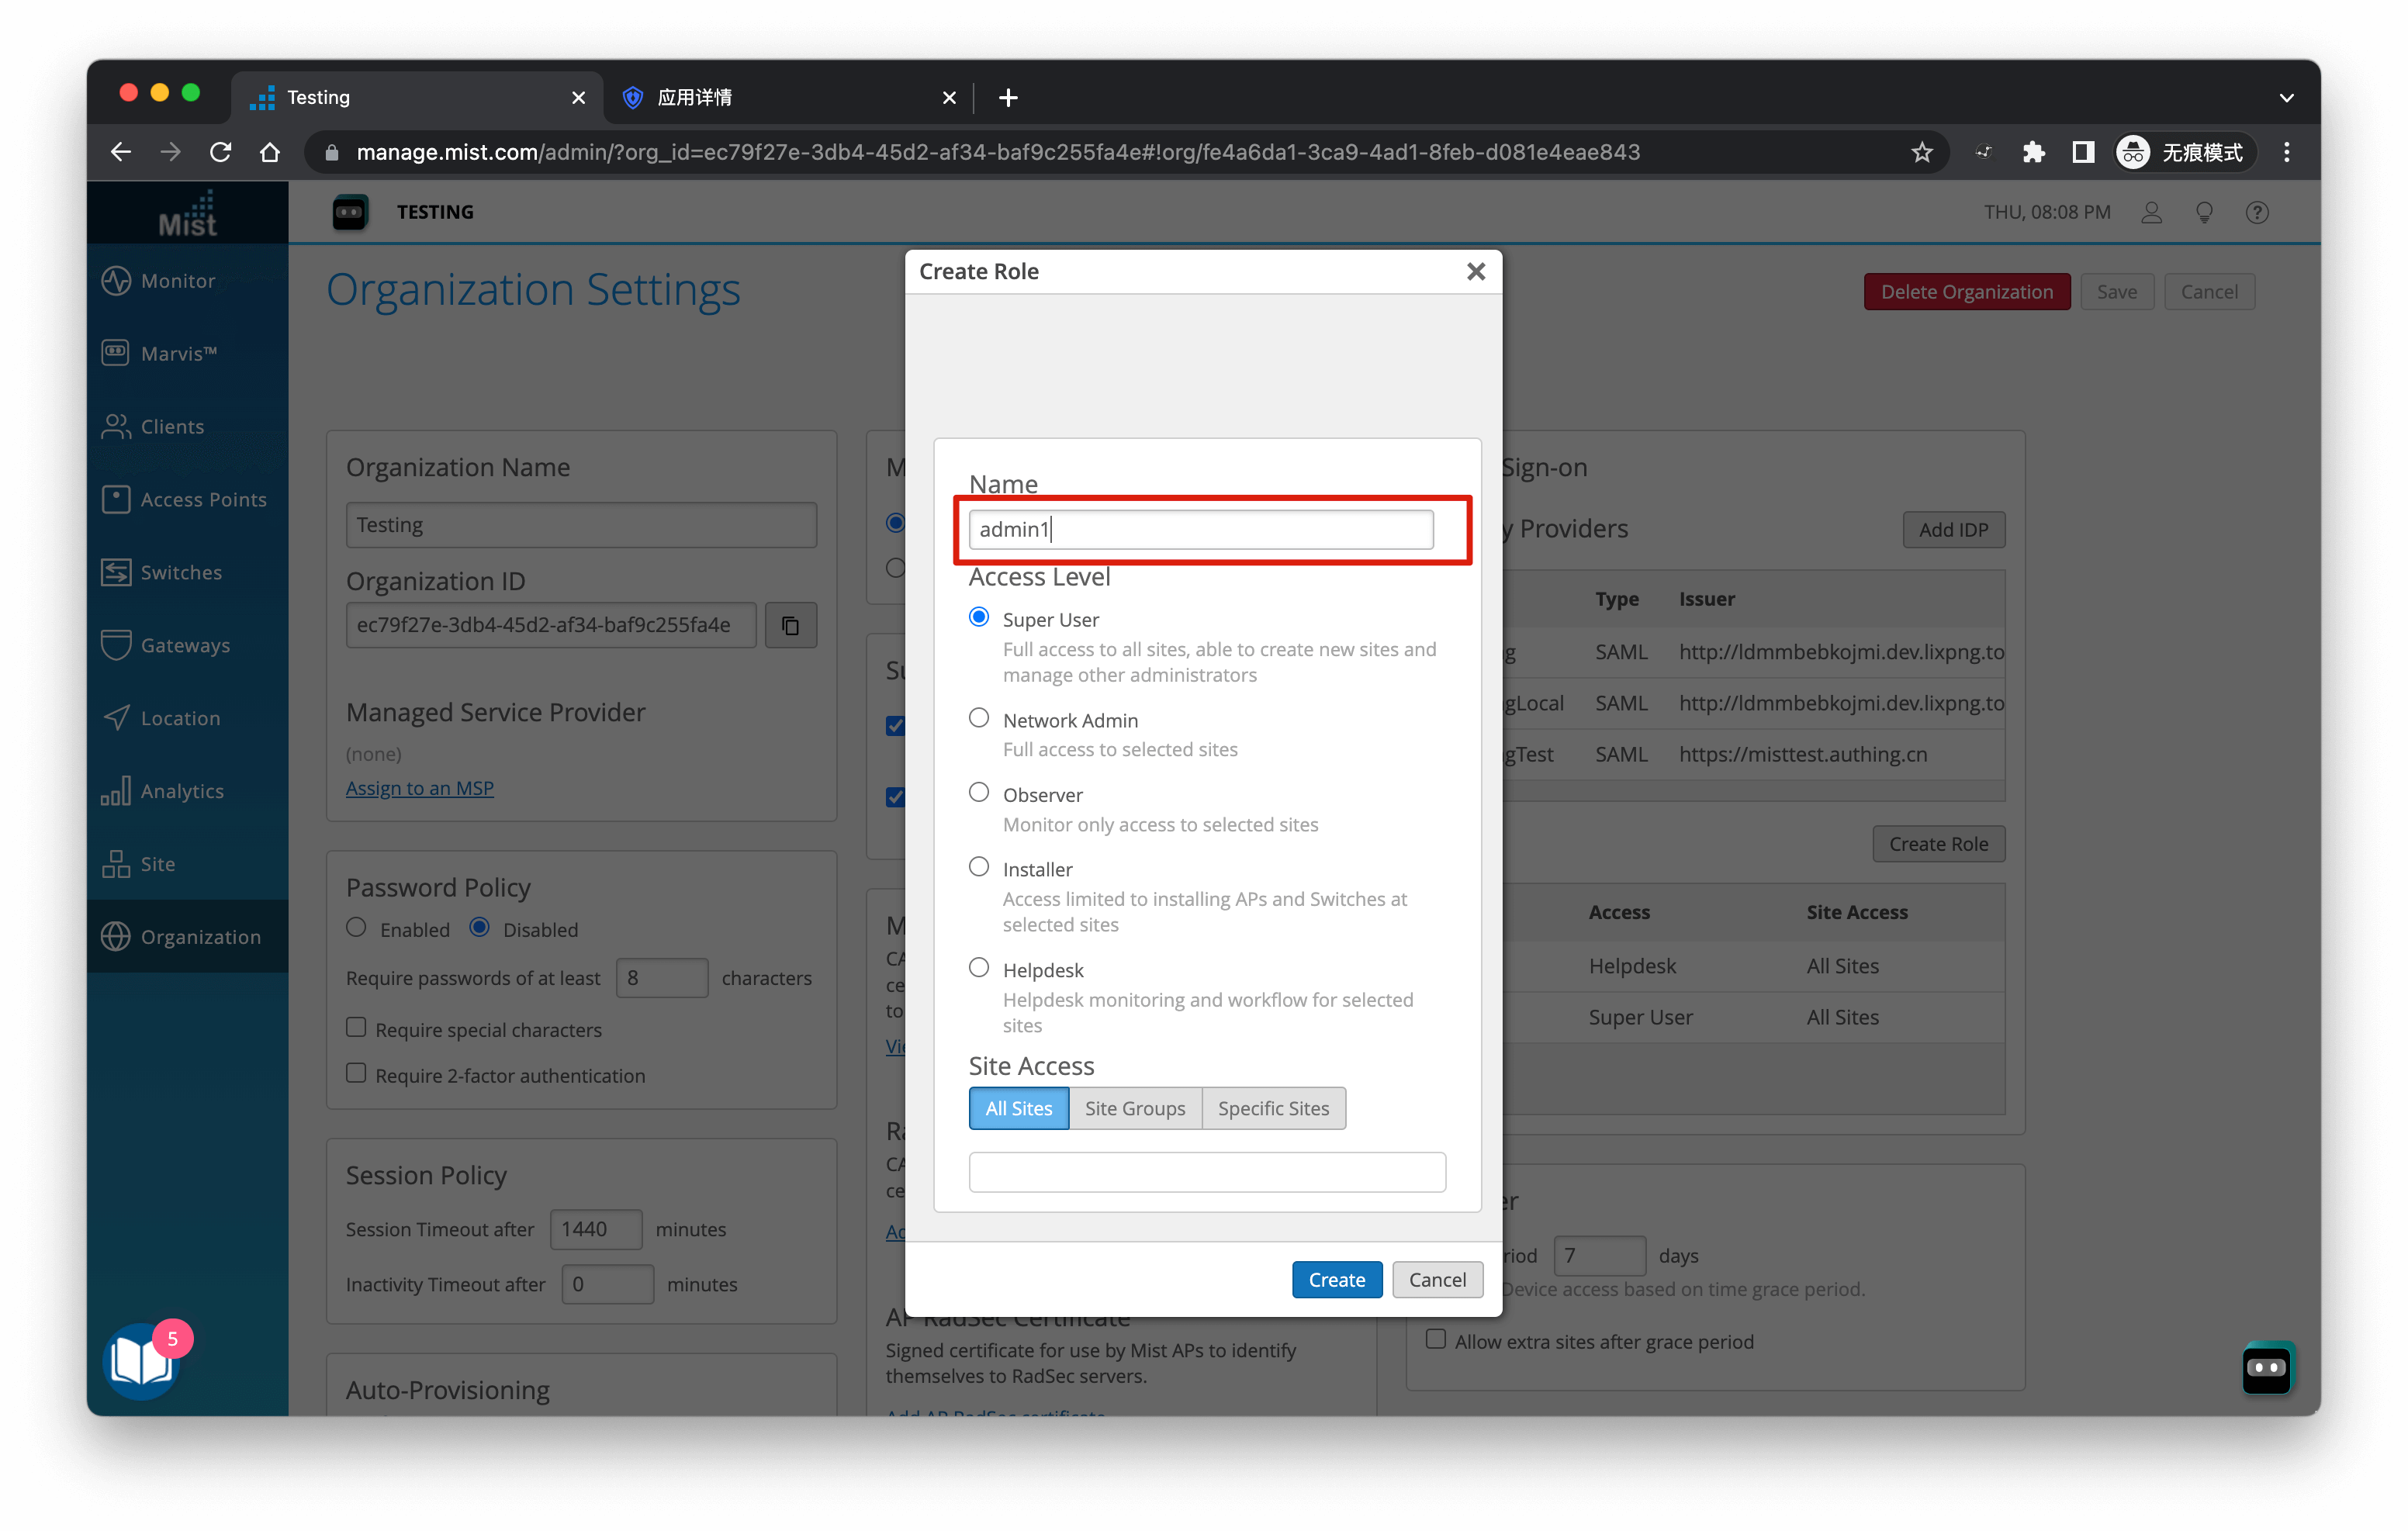 Testing
应用详情
manage.mist.com/admin/?org_id=ec79f27e-3db4-45d2-af34-baf9c255fa4e#!org/fe4a6da1-3ca9-4ad1-8feb-d081e4eae843
无痕模式
Mist
TESTING
THU, 08:08 PM
Monitor
Marvis™
Clients
Access Points
Switches
Gateways
Location
Analytics
Site
Organization
5
Organization Settings
Delete Organization
Save
Cancel
Organization Name
Testing
Organization ID
ec79f27e-3db4-45d2-af34-baf9c255fa4e
Managed Service Provider
(none)
Assign to an MSP
Password Policy
Enabled
Disabled
Require passwords of at least 8 characters
Require special characters
Require 2-factor authentication
Session Policy
Session Timeout after 1440 minutes
Inactivity Timeout after 0 minutes
Auto-Provisioning
Create Role
Name
admin1
Access Level
Super User
Full access to all sites, able to create new sites and
manage other administrators
Network Admin
Full access to selected sites
Observer
Monitor only access to selected sites
Installer
Access limited to installing APs and Switches at
selected sites
Helpdesk
Helpdesk monitoring and workflow for selected
sites
Site Access
All Sites
Site Groups
Specific Sites
Create
Cancel
AP RadSec Certificate
Signed certificate for use by Mist APs to identify
themselves to RadSec servers.
Add AP RadSec certificate
Sign-on
y Providers
Add IDP
Type Issuer
g SAML http://ldmmbebkojmi.dev.lixpng.to
gLocal SAML http://ldmmbebkojmi.dev.lixpng.to
gTest SAML https://misttest.authing.cn
Create Role
Access Site Access
Helpdesk All Sites
Super User All Sites
er
riod 7 days
Device access based on time grace period.
Allow extra sites after grace period